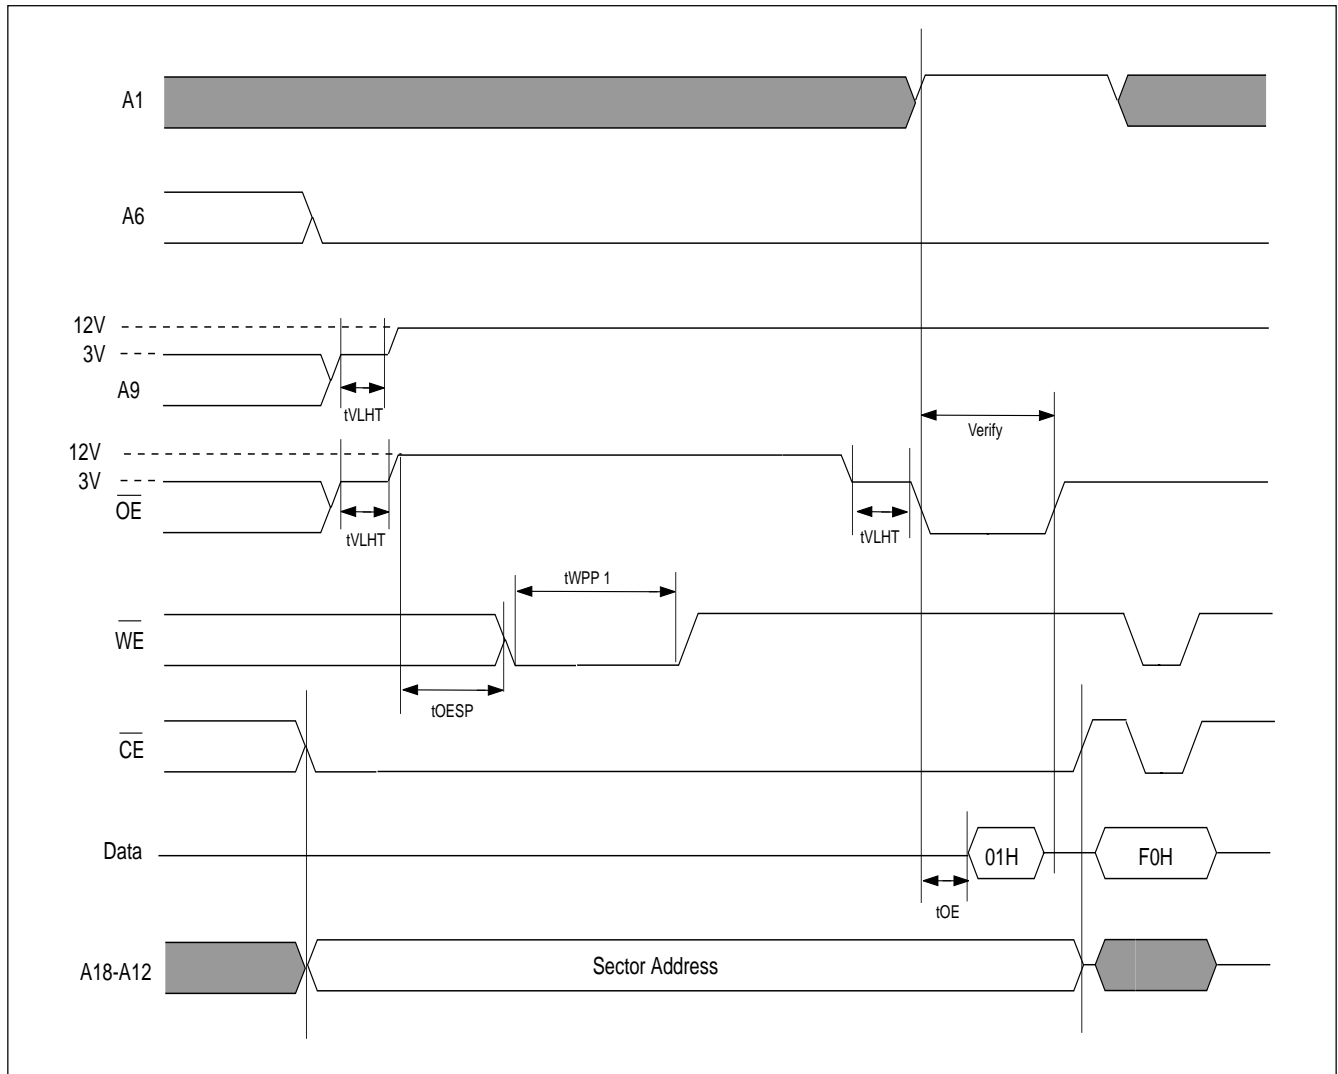 A1
A6
12V
3V
A9
tVLHT
Verify
12V
3V
OE
tVLHT
tVLHT
tWPP 1
WE
tOESP
CE
Data
01H
F0H
tOE
A18-A12
Sector Address